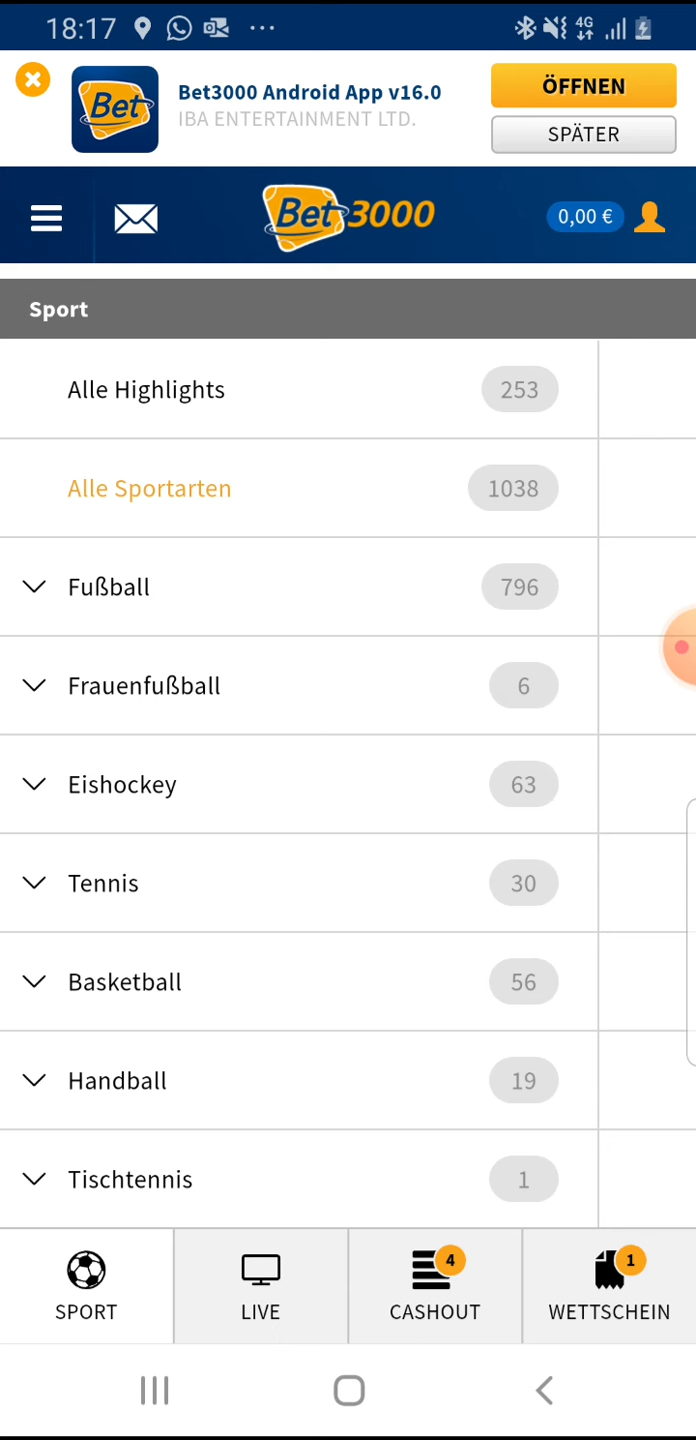 18:17 4G
Bet Bet3000 Android App v16.0 ÖFFNEN
IBA ENTERTAINMENT LTD. SPÄTER
Bet3000 0,00 €
Sport
Alle Highlights 253
Alle Sportarten 1038
Fußball 796
Frauenfußball 6
Eishockey 63
Tennis 30
Basketball 56
Handball 19
Tischtennis 1
4 1
SPORT LIVE CASHOUT WETTSCHEIN